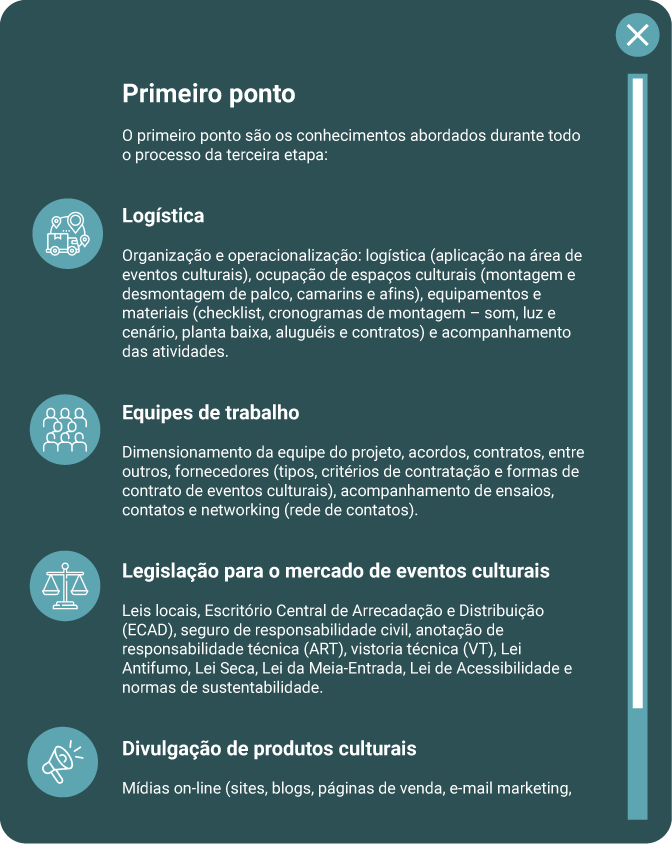 Primeiro ponto
O primeiro ponto são os conhecimentos abordados durante todo
o processo da terceira etapa:
Logística
Organização e operacionalização: logística (aplicação na área de
eventos culturais), ocupação de espaços culturais (montagem e
desmontagem de palco, camarins e afins), equipamentos e
materiais (checklist, cronogramas de montagem – som, luz e
cenário, planta baixa, aluguéis e contratos) e acompanhamento
das atividades.
Equipes de trabalho
Dimensionamento da equipe do projeto, acordos, contratos, entre
outros, fornecedores (tipos, critérios de contratação e formas de
contrato de eventos culturais), acompanhamento de ensaios,
contatos e networking (rede de contatos).
Legislação para o mercado de eventos culturais
Leis locais, Escritório Central de Arrecadação e Distribuição
(ECAD), seguro de responsabilidade civil, anotação de
responsabilidade técnica (ART), vistoria técnica (VT), Lei
Antifumo, Lei Seca, Lei da Meia-Entrada, Lei de Acessibilidade e
normas de sustentabilidade.
Divulgação de produtos culturais
Mídias on-line (sites, blogs, páginas de venda, e-mail marketing,